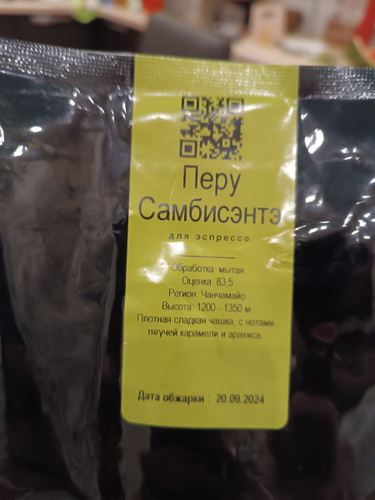 Перу
Самбисэнтэ
для эспрессо
Обработка: мытая
Оценка: 83,5
Регион: Чанчамайо
Высота: 1200 - 1350 м
Плотная сладкая чашка, с нотами
тягучей карамели и арахиса.
Дата обжарки 20.09.2024